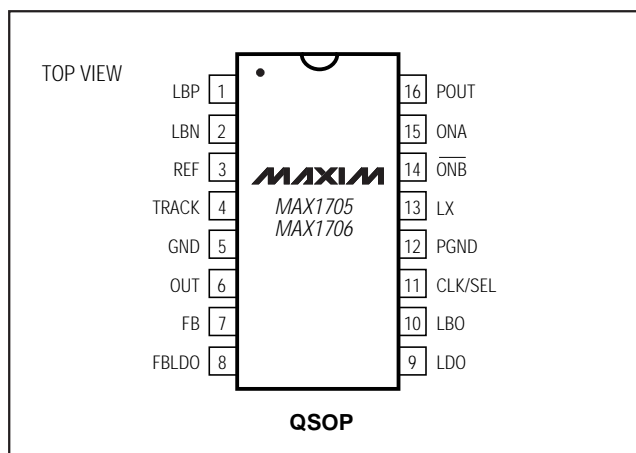 TOP VIEW
LBP 1
LBN 2
REF 3
TRACK 4
GND 5
OUT 6
FB 7
FBLDO 8
MAXIM
MAX1705
MAX1706
16 POUT
15 ONA
14 O̅N̅B̅
13 LX
12 PGND
11 CLK/SEL
10 LBO
9 LDO
QSOP